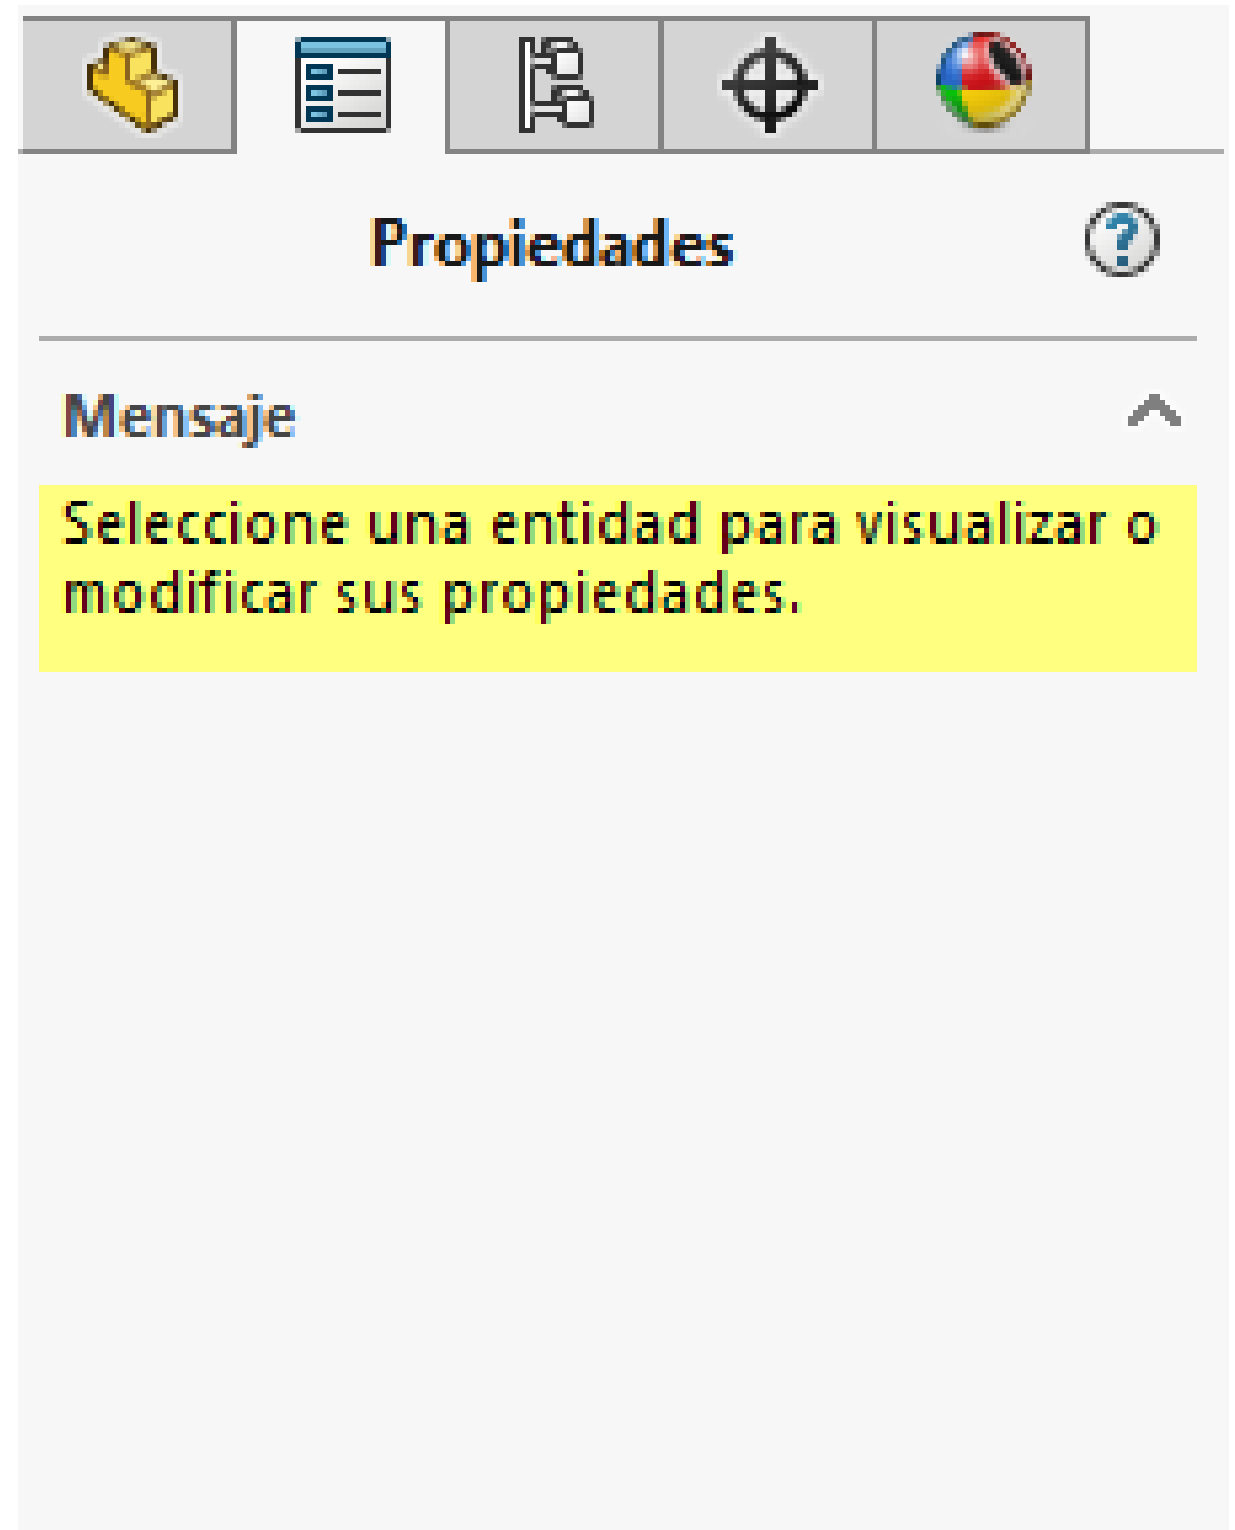 Propiedades
?
Mensaje
Seleccione una entidad para visualizar o
modificar sus propiedades.